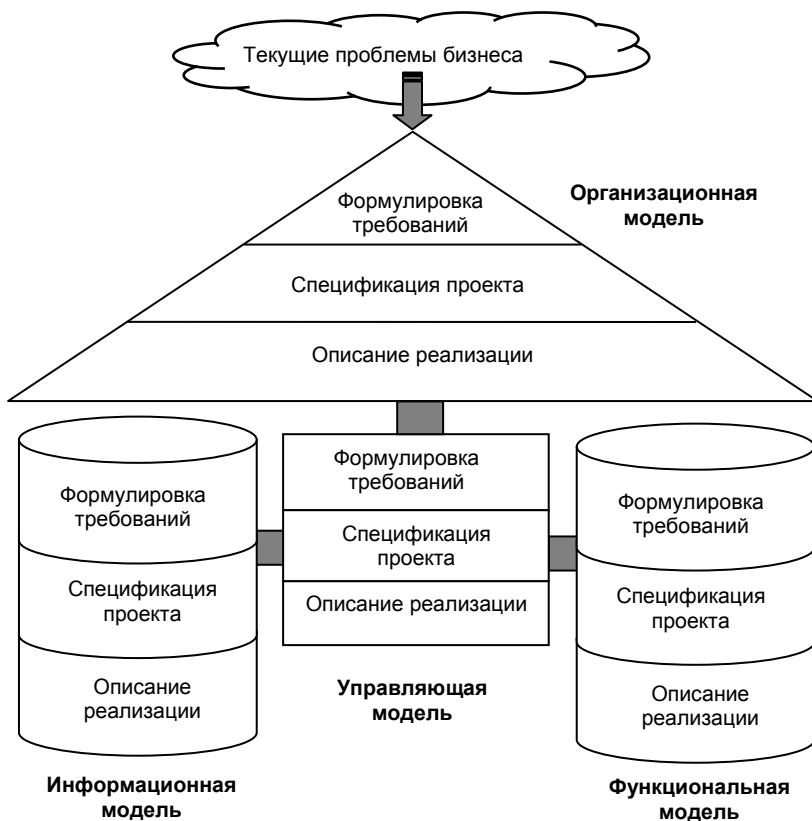 Текущие проблемы бизнеса
Формулировка
требований
Организационная
модель
Спецификация проекта
Описание реализации
Формулировка
требований
Спецификация
проекта
Описание
реализации
Информационная
модель
Формулировка
требований
Спецификация
проекта
Описание реализации
Управляющая
модель
Формулировка
требований
Спецификация
проекта
Описание
реализации
Функциональная
модель